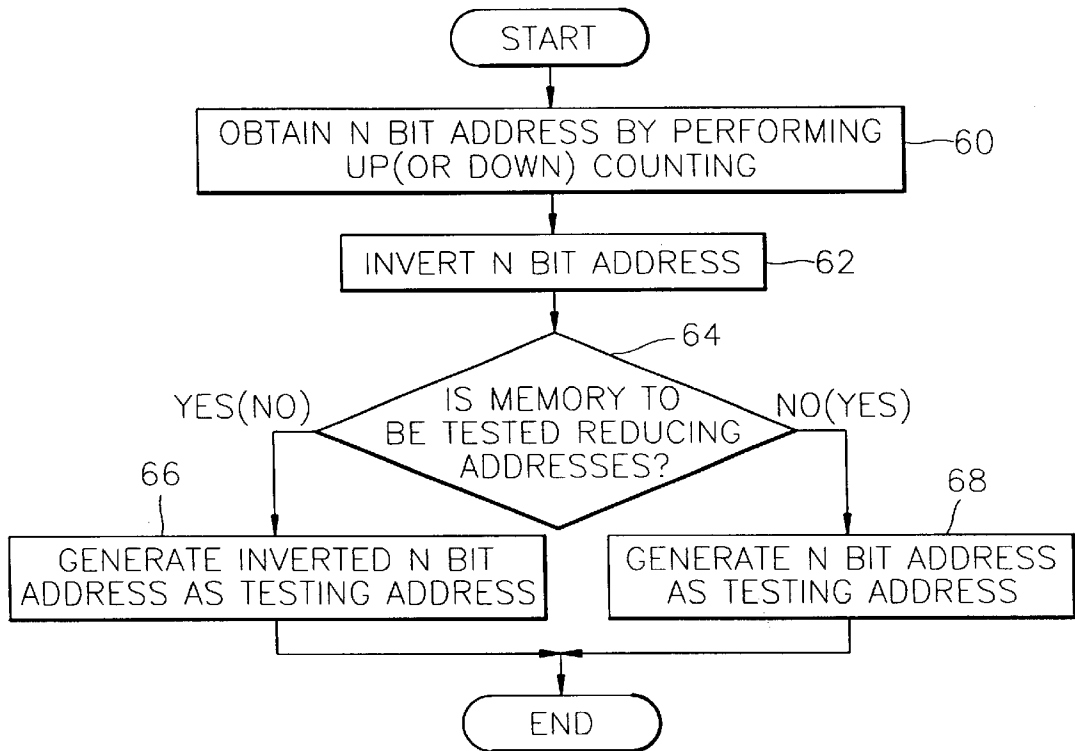 START
OBTAIN N BIT ADDRESS BY PERFORMING
UP(OR DOWN) COUNTING
60
INVERT N BIT ADDRESS
62
64
IS MEMORY TO
BE TESTED REDUCING
ADDRESSES?
YES(NO)
NO(YES)
66
GENERATE INVERTED N BIT
ADDRESS AS TESTING ADDRESS
68
GENERATE N BIT ADDRESS
AS TESTING ADDRESS
END